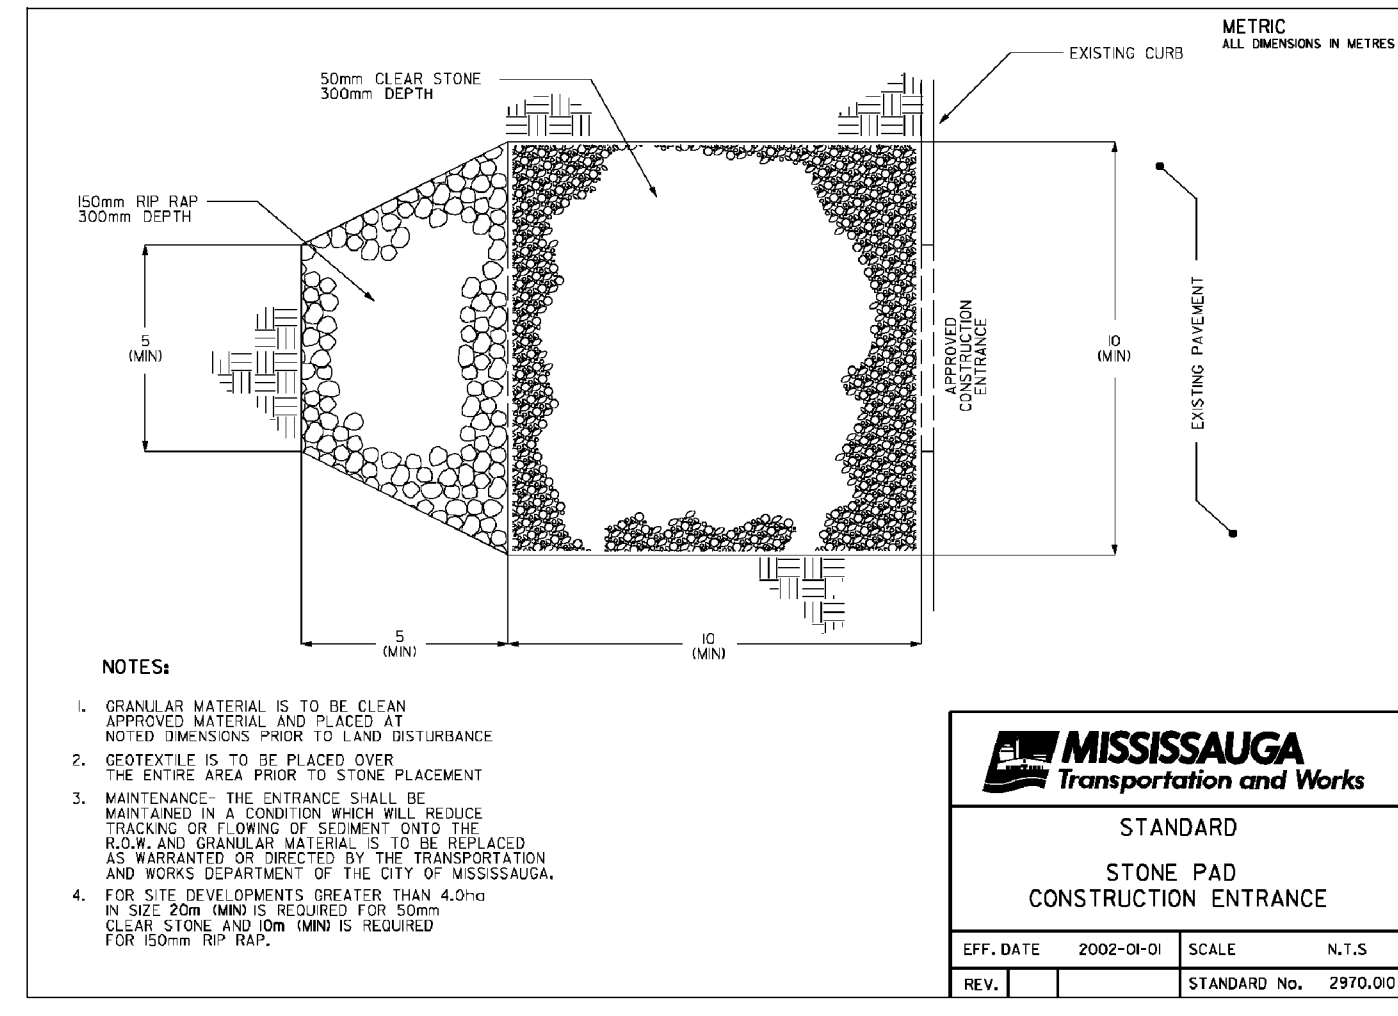 METRIC
ALL DIMENSIONS IN METRES
EXISTING CURB
50mm CLEAR STONE
300mm DEPTH
150mm RIP RAP
300mm DEPTH
5
(MIN)
APPROVED
CONSTRUCTION
ENTRANCE
10
(MIN)
EXISTING PAVEMENT
5
(MIN)
10
(MIN)
NOTES:
1. GRANULAR MATERIAL IS TO BE CLEAN
APPROVED MATERIAL AND PLACED AT
NOTED DIMENSIONS PRIOR TO LAND DISTURBANCE
2. GEOTEXTILE IS TO BE PLACED OVER
THE ENTIRE AREA PRIOR TO STONE PLACEMENT
3. MAINTENANCE- THE ENTRANCE SHALL BE
MAINTAINED IN A CONDITION WHICH WILL REDUCE
TRACKING OR FLOWING OF SEDIMENT ONTO THE
R.O.W. AND GRANULAR MATERIAL IS TO BE REPLACED
AS WARRANTED OR DIRECTED BY THE TRANSPORTATION
AND WORKS DEPARTMENT OF THE CITY OF MISSISSAUGA.
4. FOR SITE DEVELOPMENTS GREATER THAN 4.0ha
IN SIZE 20m (MIN) IS REQUIRED FOR 50mm
CLEAR STONE AND 10m (MIN) IS REQUIRED
FOR 150mm RIP RAP.
MISSISSAUGA
Transportation and Works
STANDARD
STONE PAD
CONSTRUCTION ENTRANCE
EFF. DATE 2002-01-01 SCALE N.T.S
REV. STANDARD No. 2970.010